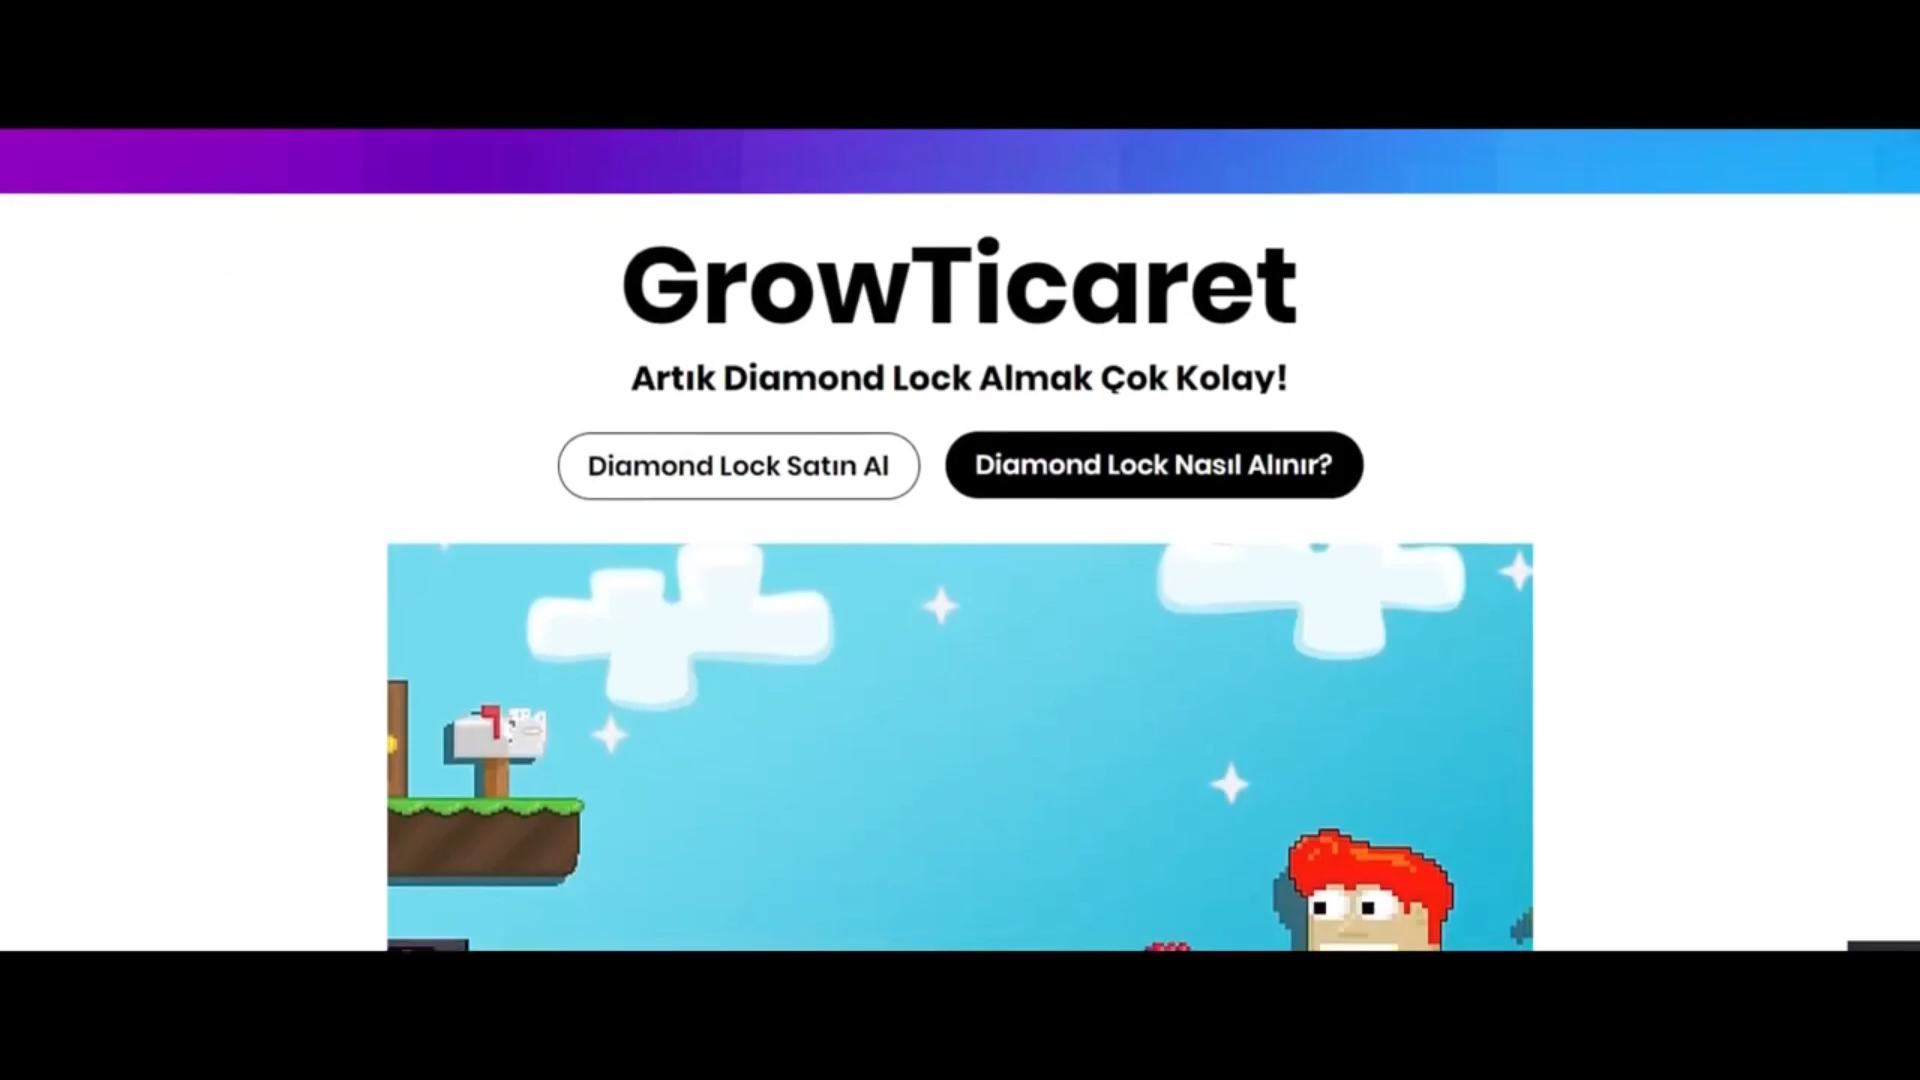 GrowTicaret
Artık Diamond Lock Almak Çok Kolay!
Diamond Lock Satın Al
Diamond Lock Nasıl Alınır?